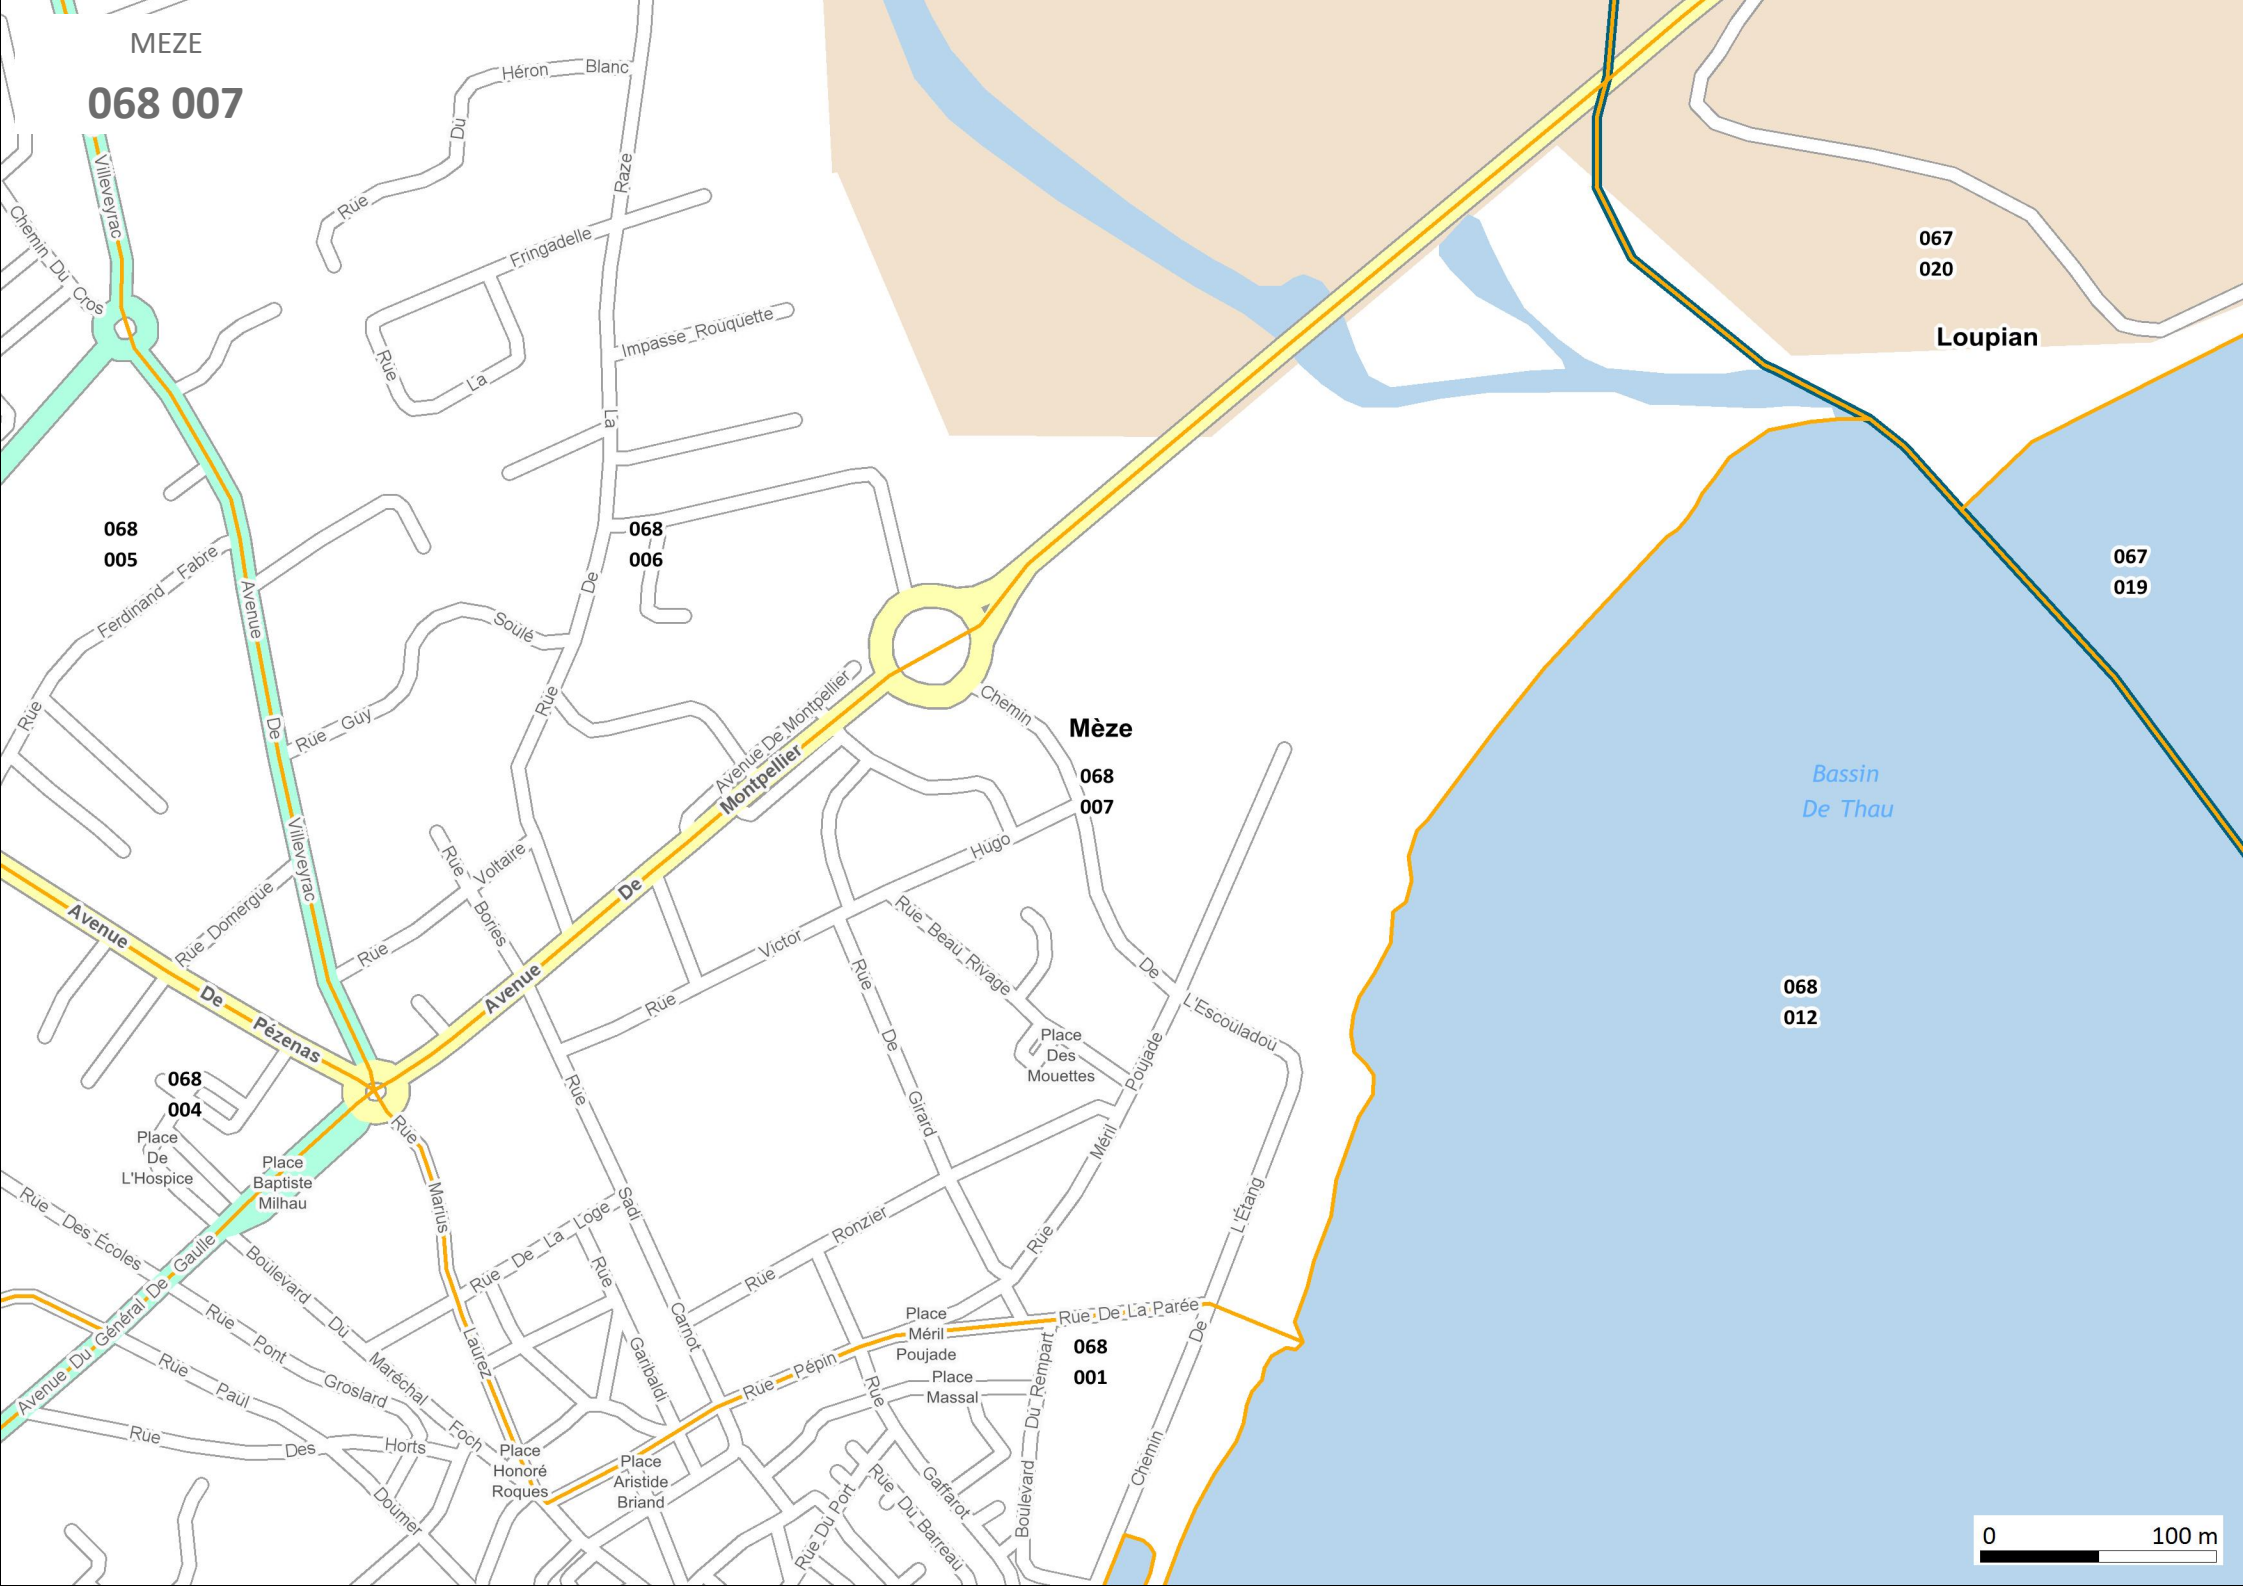 MEZE
068 007
Villeveyrac
Chemin Du Cros
Rue Du Héron Blanc
Raze
Rue La Fringadelle
Impasse Rouquette
La
067
020
Loupian
068
005
068
006
067
019
Ferdinand Fabre
Rue
Avenue
De
Villeveyrac
De
Rue
Rue Guy Soulé
Avenue De Montpellier
Avenue De Montpellier
Chemin
Mèze
068
007
Bassin
De Thau
Rue Bories
Rue Voltaire
Rue Domergue
Avenue De Pézenas
Rue Victor Hugo
Rue Beau Rivage
De
L'Escouladou
068
012
Place
Des
Mouettes
Rue De Girard
Rue Méril Poujade
068
004
Place
De
L'Hospice
Place
Baptiste
Milhau
Rue Marius Laurez
Rue Sadi Carnot
Rue De La Loge
Rue Garibaldi
Rue Ronzier
Chemin De L'Étang
Rue Des Écoles
Avenue Du Général De Gaulle
Boulevard Du Maréchal Foch
Rue Pont Groslard
Rue Paul Doumer
Rue Des Horts
Place
Méril
Poujade
Rue De La Parée
068
001
Rue Pépin
Place
Massal
Boulevard Du Rempart
Rue Gaffarot
Place
Honoré
Roques
Place
Aristide
Briand
Rue Du Port
Rue Du Barreau
0 100 m